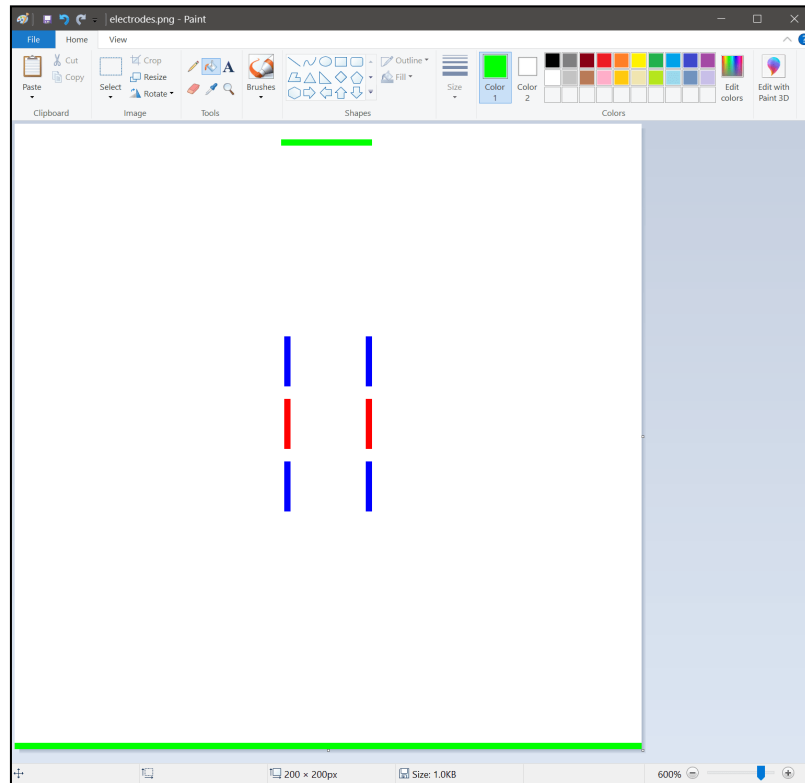 electrodes.png - Paint
File Home View
Paste
Cut
Copy
Clipboard
Select
Crop
Resize
Rotate
Image
A
Tools
Brushes
Outline
Fill
Shapes
Size
Color 1
Color 2
Edit colors
Edit with Paint 3D
Colors
200 × 200px
Size: 1.0KB
600%